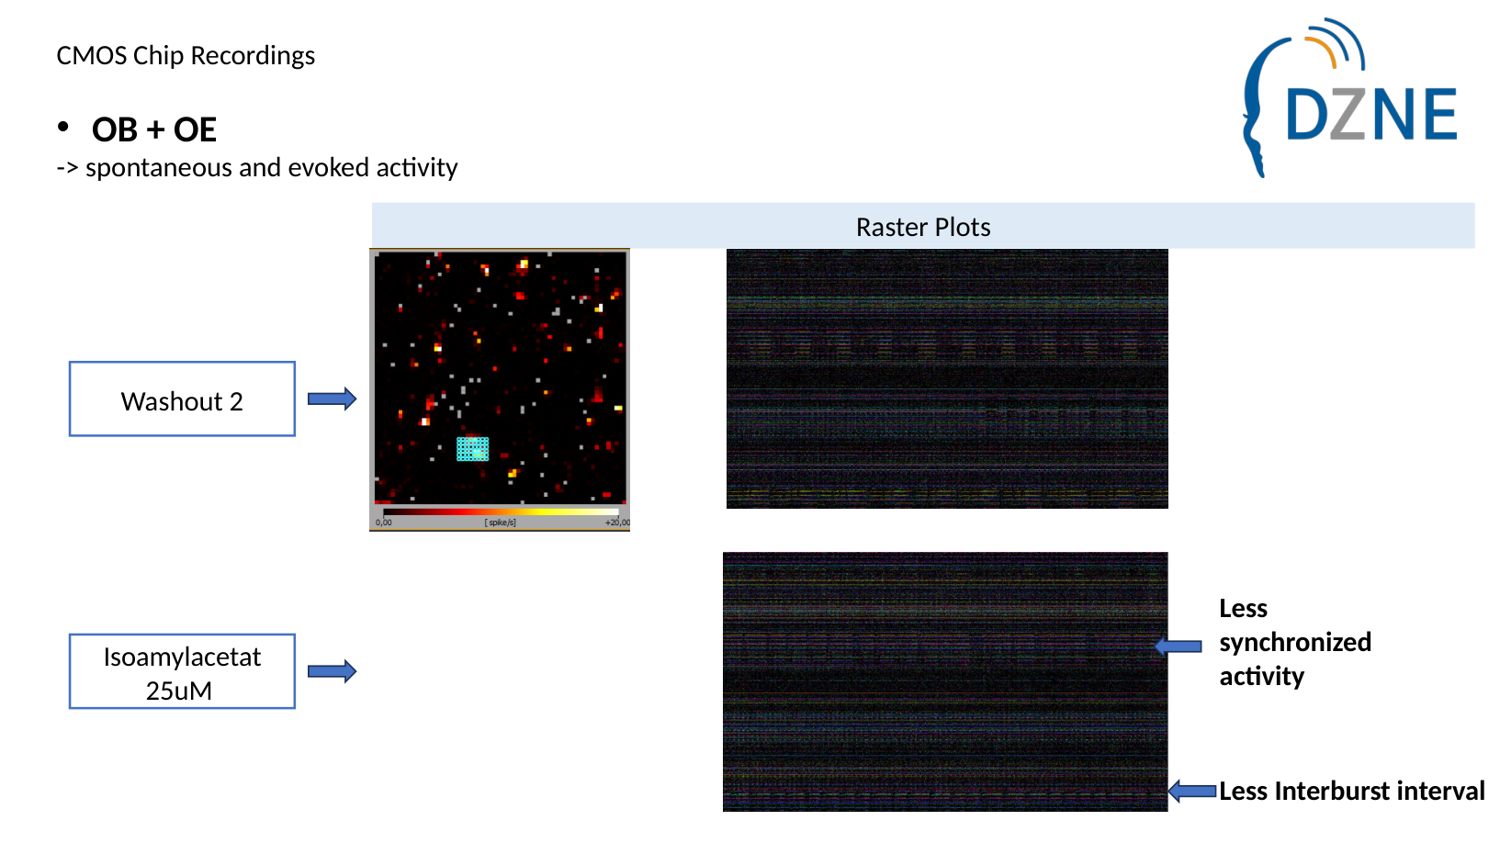 CMOS Chip Recordings
DZNE
• OB + OE
-> spontaneous and evoked activity
Raster Plots
Washout 2
0,00 [ spike/s] +20,00
Isoamylacetat
25uM
Less
synchronized
activity
Less Interburst interval